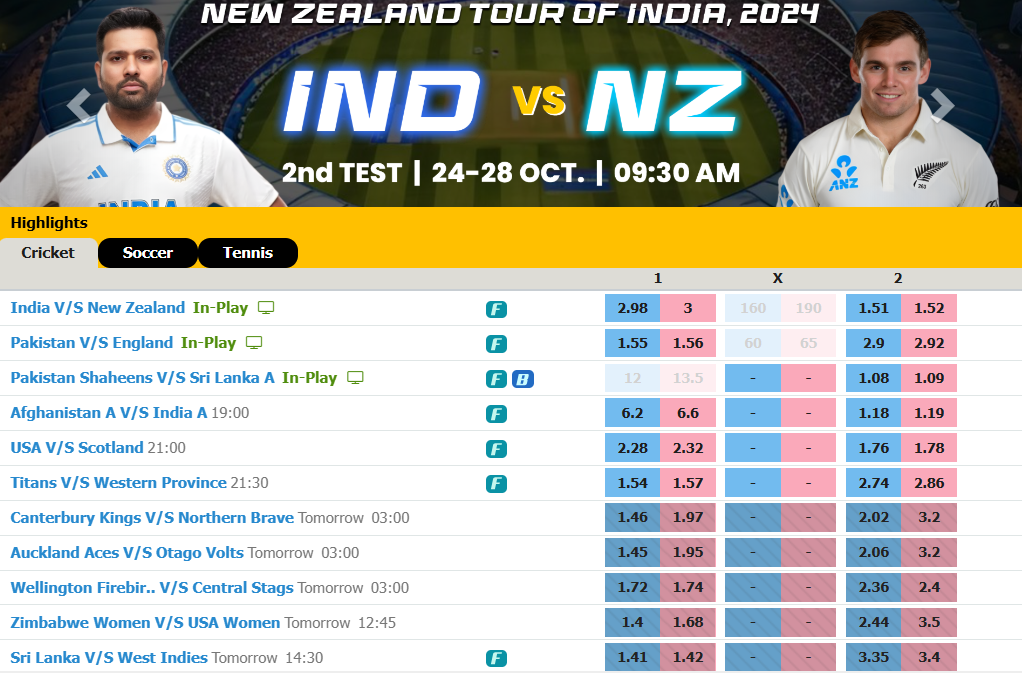 NEW ZEALAND TOUR OF INDIA, 2024
IND VS NZ
2nd TEST | 24-28 OCT. | 09:30 AM
ANZ
263
INDIA
Highlights
Cricket Soccer Tennis
1 X 2
India V/S New Zealand In-Play F 2.98 3 160 190 1.51 1.52
Pakistan V/S England In-Play F 1.55 1.56 60 65 2.9 2.92
Pakistan Shaheens V/S Sri Lanka A In-Play F B 12 13.5 - - 1.08 1.09
Afghanistan A V/S India A 19:00 F 6.2 6.6 - - 1.18 1.19
USA V/S Scotland 21:00 F 2.28 2.32 - - 1.76 1.78
Titans V/S Western Province 21:30 F 1.54 1.57 - - 2.74 2.86
Canterbury Kings V/S Northern Brave Tomorrow 03:00 1.46 1.97 - - 2.02 3.2
Auckland Aces V/S Otago Volts Tomorrow 03:00 1.45 1.95 - - 2.06 3.2
Wellington Firebir.. V/S Central Stags Tomorrow 03:00 1.72 1.74 - - 2.36 2.4
Zimbabwe Women V/S USA Women Tomorrow 12:45 1.4 1.68 - - 2.44 3.5
Sri Lanka V/S West Indies Tomorrow 14:30 F 1.41 1.42 - - 3.35 3.4